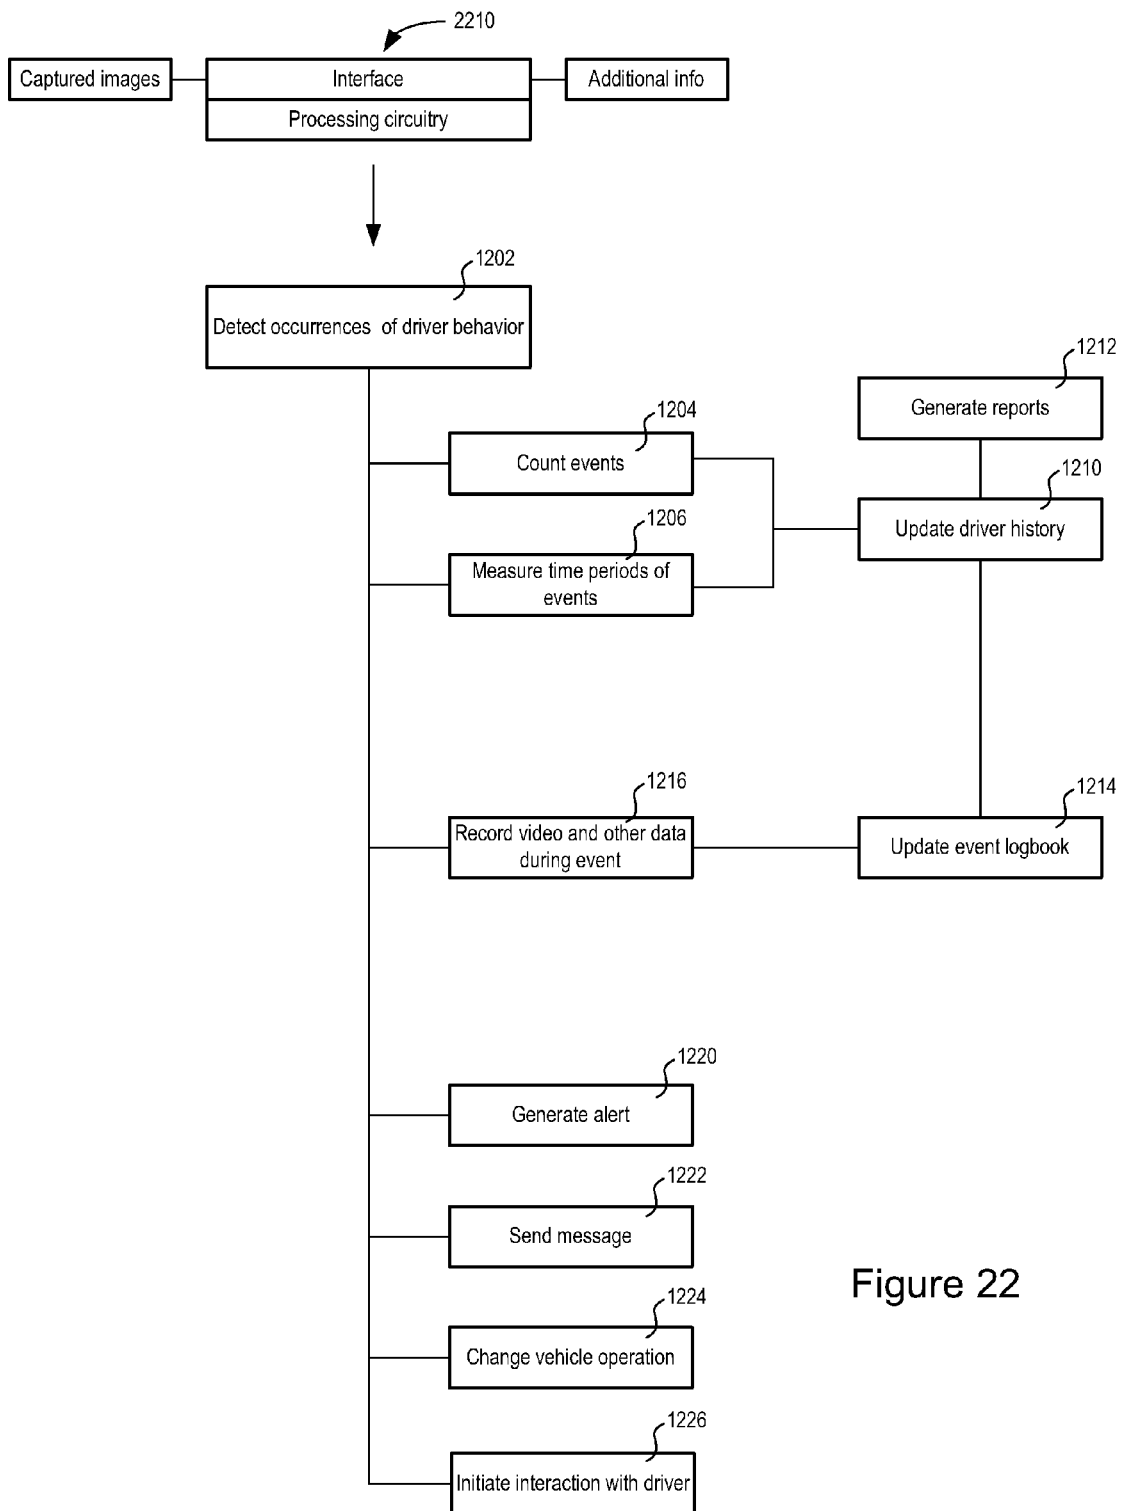 2210
Captured images
Interface
Additional info
Processing circuitry
1202
Detect occurrences of driver behavior
1212
Generate reports
1204
Count events
1210
Update driver history
1206
Measure time periods of
events
1216
Record video and other data
during event
1214
Update event logbook
1220
Generate alert
1222
Send message
Figure 22
1224
Change vehicle operation
1226
Initiate interaction with driver